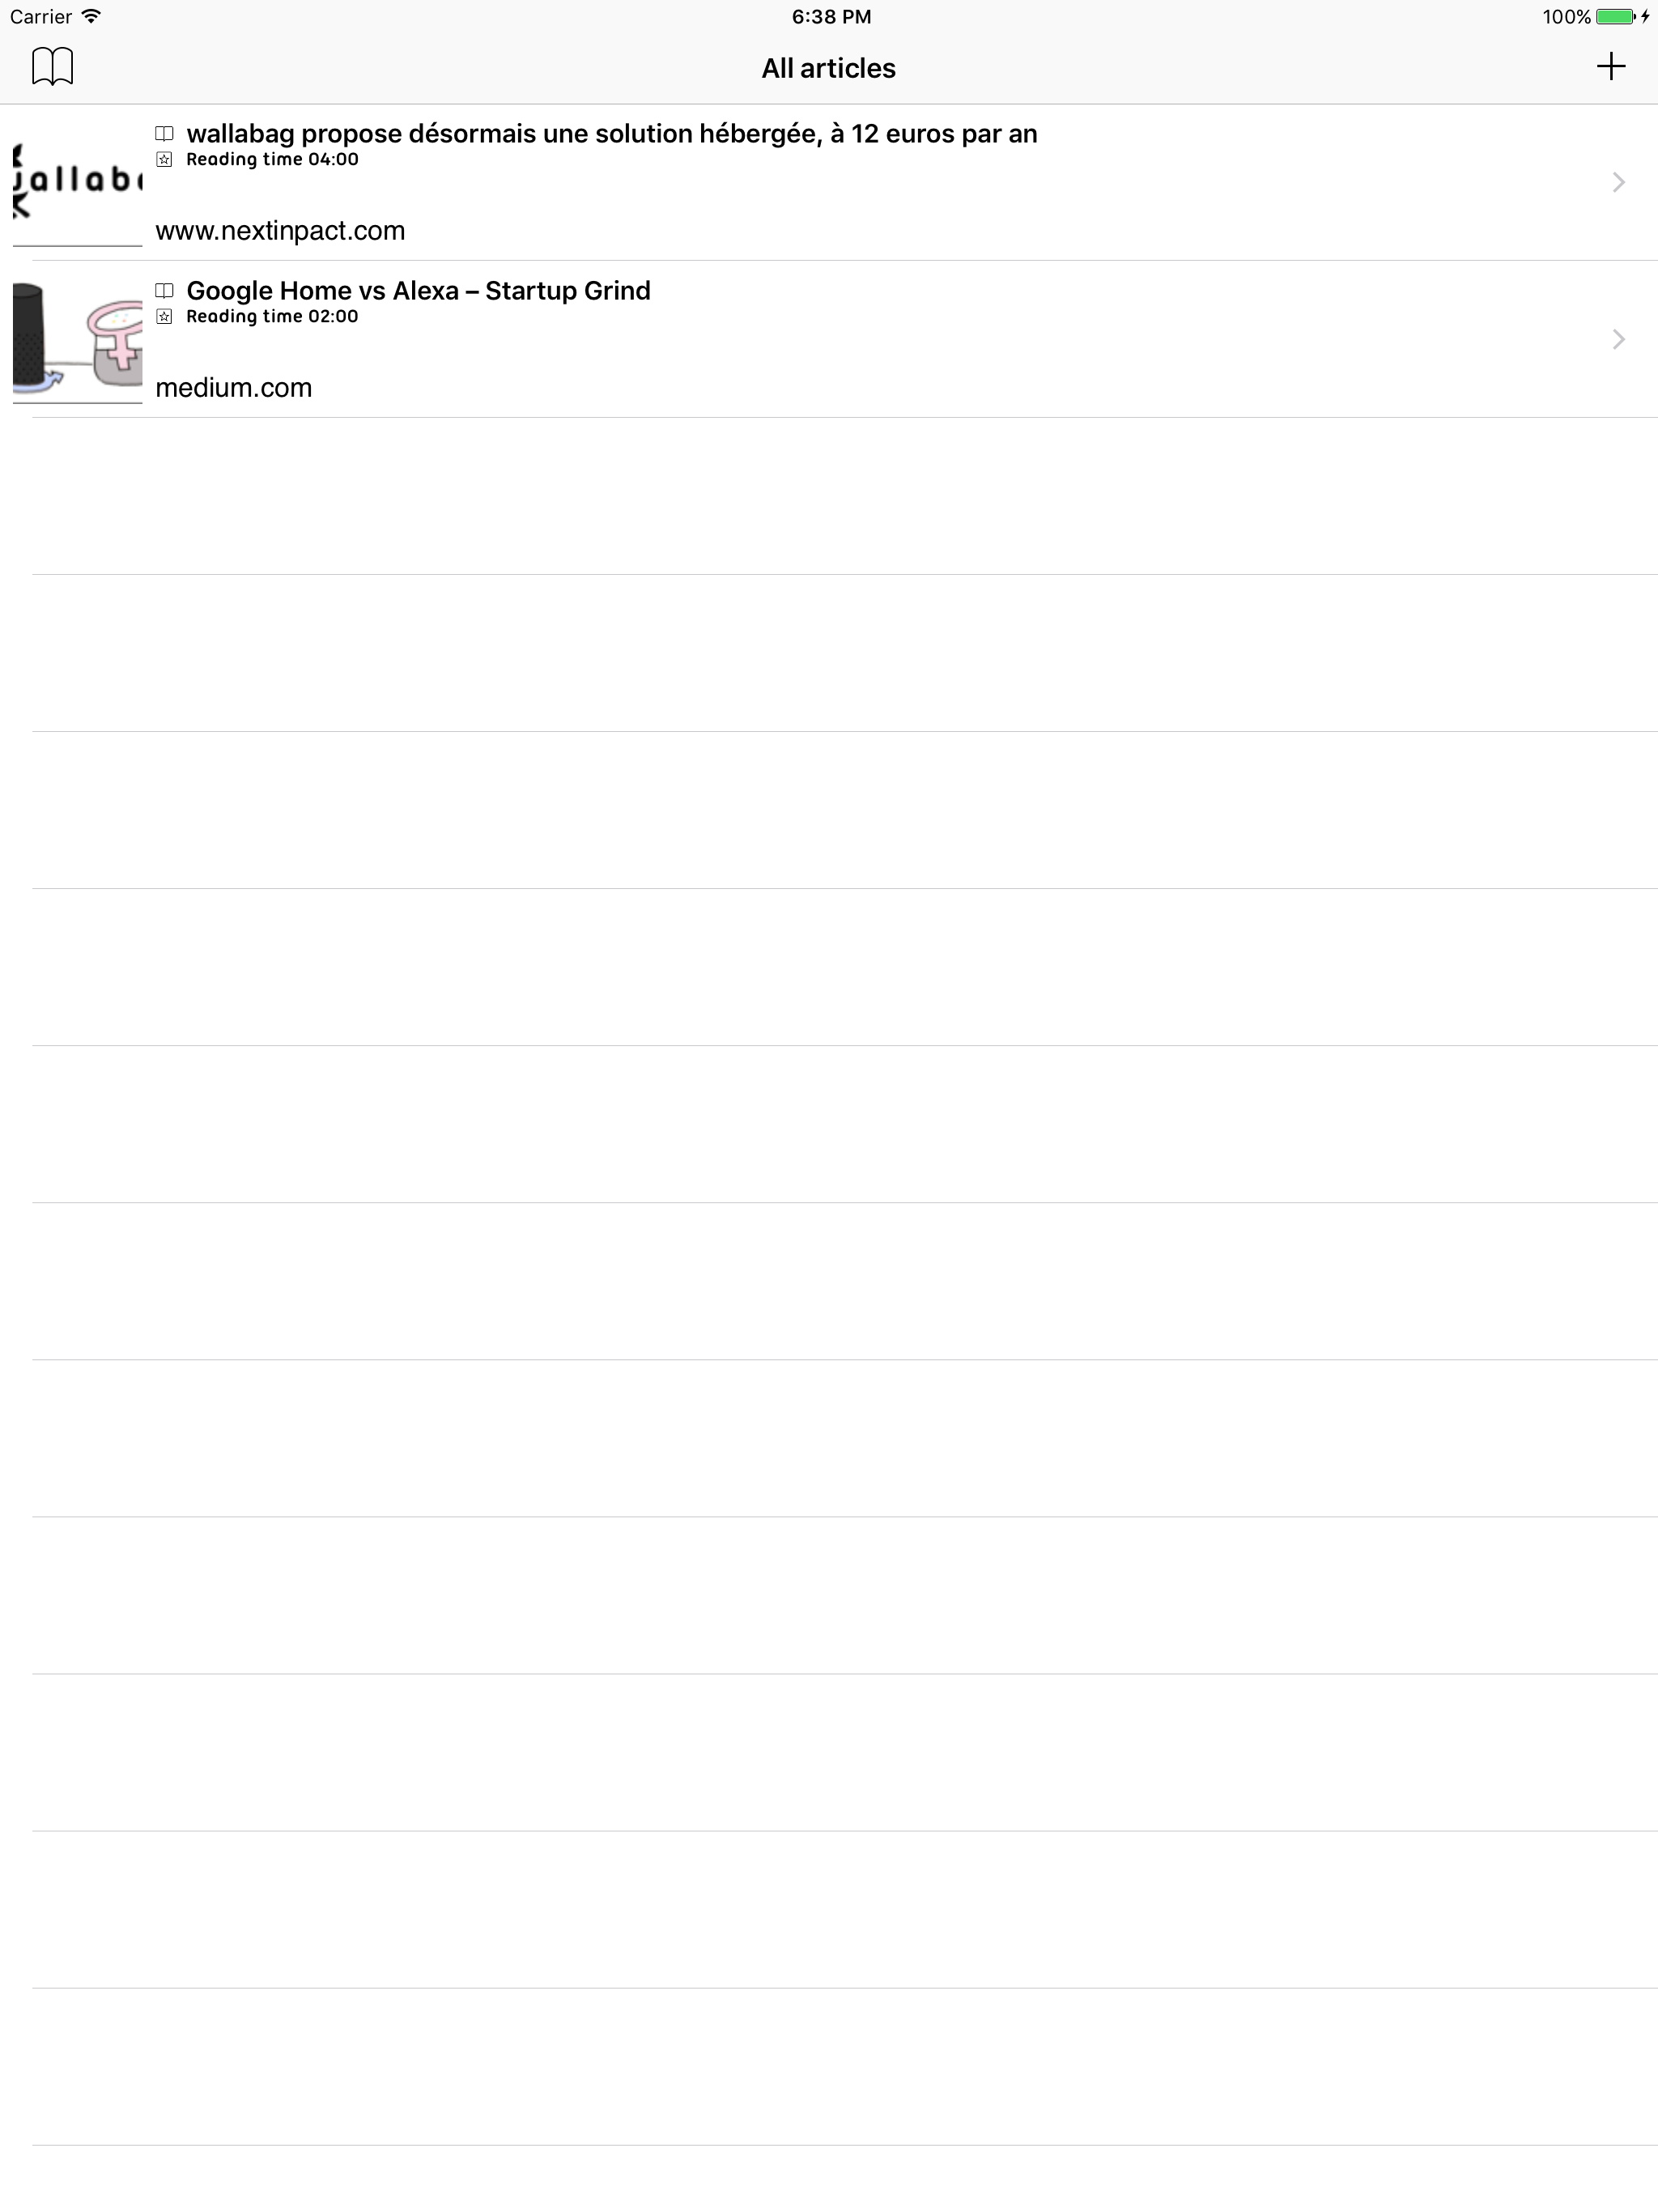 Carrier
6:38 PM
100%
All articles
wallabag propose désormais une solution hébergée, à 12 euros par an
Reading time 04:00
www.nextinpact.com
Google Home vs Alexa – Startup Grind
Reading time 02:00
medium.com